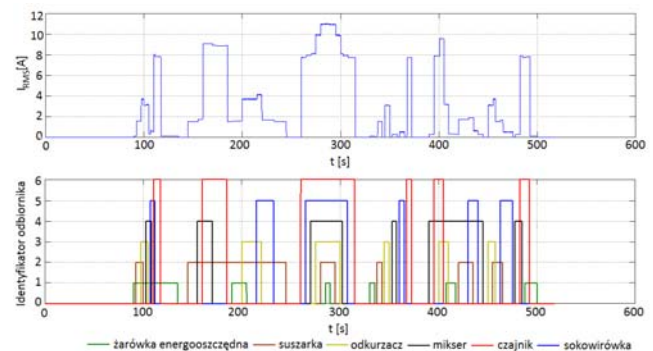 I_RMS[A]
12
10
8
6
4
2
0
100 200 300 400 500 600
t [s]
Identyfikator odbiornika
6
5
4
3
2
1
0
0 100 200 300 400 500 600
t [s]
żarówka energooszczędna suszarka odkurzacz mikser czajnik sokowirówka